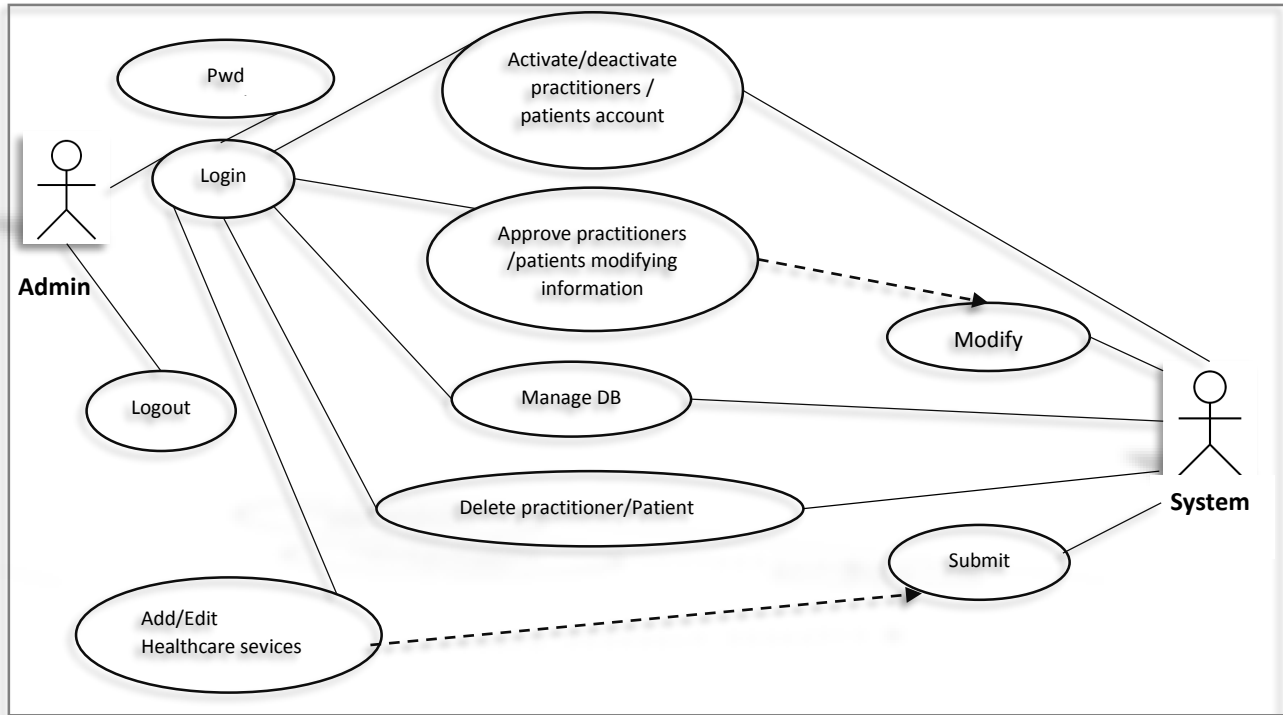 Pwd
Activate/deactivate
practitioners /
patients account
Login
Approve practitioners
/patients modifying
information
Admin
Modify
Logout
Manage DB
Delete practitioner/Patient
System
Submit
Add/Edit
Healthcare sevices